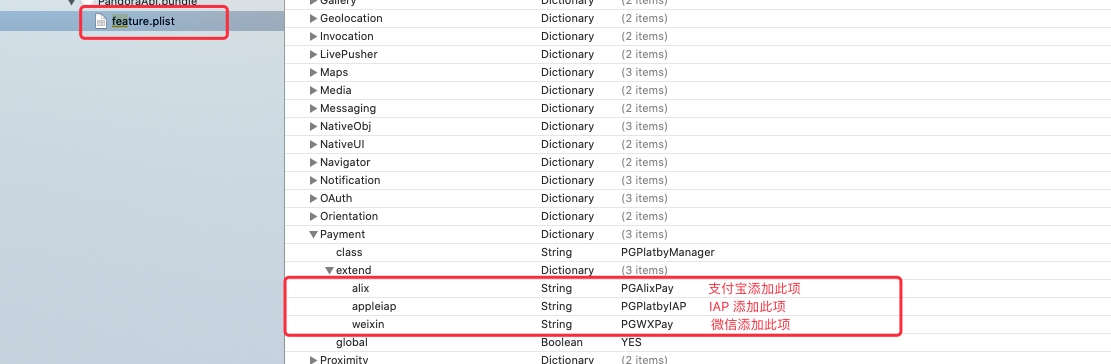 PandoraApi.bundle
feature.plist
Gallery Dictionary (2 items)
Geolocation Dictionary (3 items)
Invocation Dictionary (2 items)
LivePusher Dictionary (2 items)
Maps Dictionary (3 items)
Media Dictionary (2 items)
Messaging Dictionary (2 items)
NativeObj Dictionary (3 items)
NativeUI Dictionary (2 items)
Navigator Dictionary (2 items)
Notification Dictionary (3 items)
OAuth Dictionary (3 items)
Orientation Dictionary (2 items)
Payment Dictionary (3 items)
class String PGPlatbyManager
extend Dictionary (3 items)
alix String PGAlixPay 支付宝添加此项
appleiap String PGPlatbyIAP IAP 添加此项
weixin String PGWXPay 微信添加此项
global Boolean YES
Proximity Dictionary (2 items)